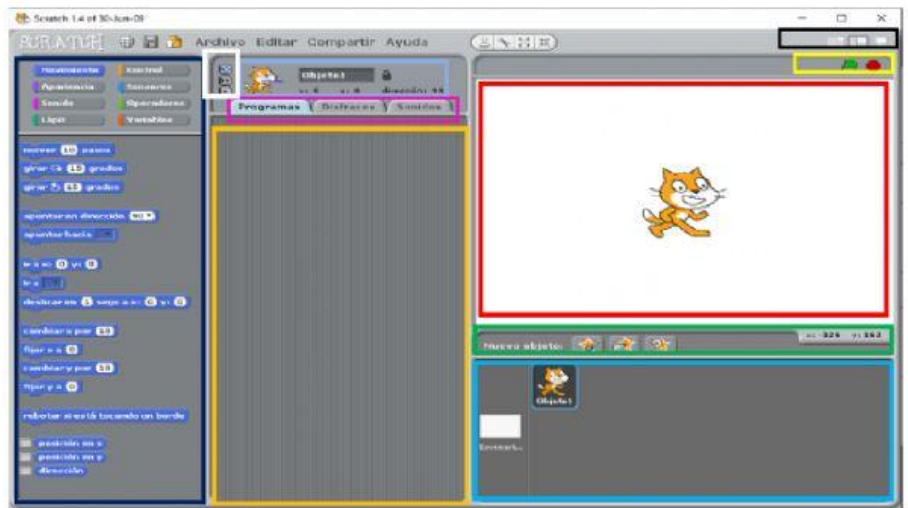 Scratch 1.4 of 30-Jun-09
SCRATCH Archivo Editar Compartir Ayuda
Movimiento Control
Apariencia Sensores
Sonido Operadores
Lápiz Variables
Objeto1
dirección: 90
Programas Disfraces Sonidos
mover 10 pasos
girar 15 grados
girar 15 grados
apuntar en dirección 90
apuntar hacia
ir a x: 0 y: 0
ir a
deslizar en 1 segs a x: 0 y: 0
cambiar x por 10
fijar x a 0
cambiar y por 10
fijar y a 0
rebotar si está tocando un borde
posición en x
posición en y
dirección
Nuevo objeto:
Objeto1